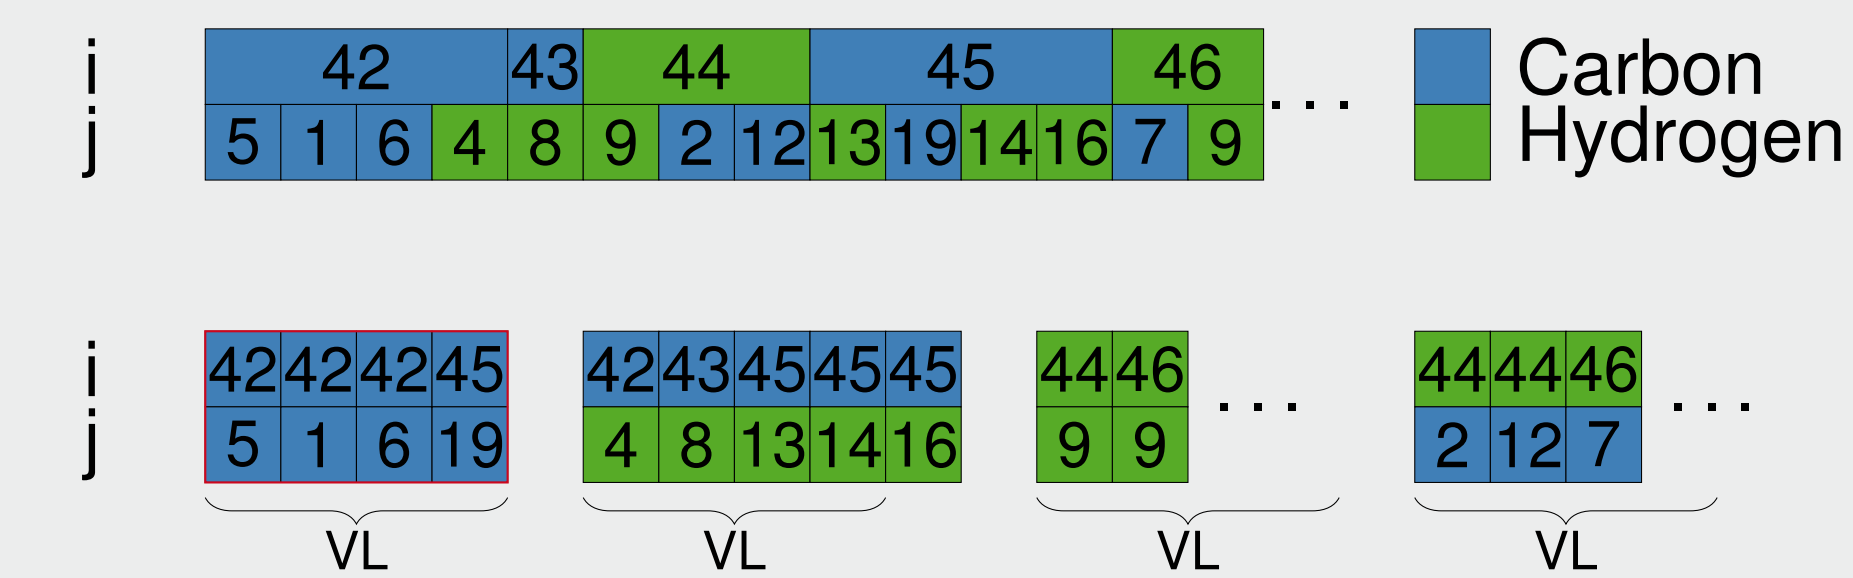 i 42 43 44 45 46 Carbon
j 5 1 6 4 8 9 2 12 13 19 14 16 7 9 ... Hydrogen
i 42 42 42 45 42 43 45 45 45 44 46 44 44 46
j 5 1 6 19 4 8 13 14 16 9 9 ... 2 12 7 ...
VL VL VL VL